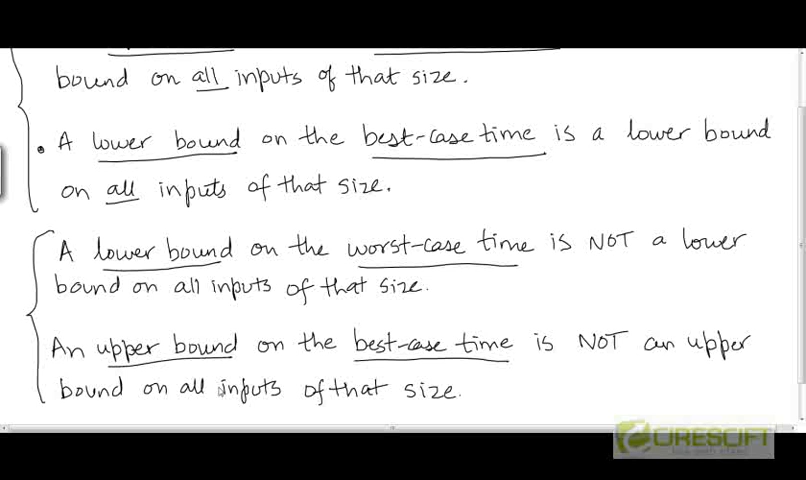 bound on all inputs of that size.
• A lower bound on the best-case time is a lower bound
on all inputs of that size.
A lower bound on the worst-case time is NOT a lower
bound on all inputs of that size.
An upper bound on the best-case time is NOT an upper
bound on all inputs of that size.